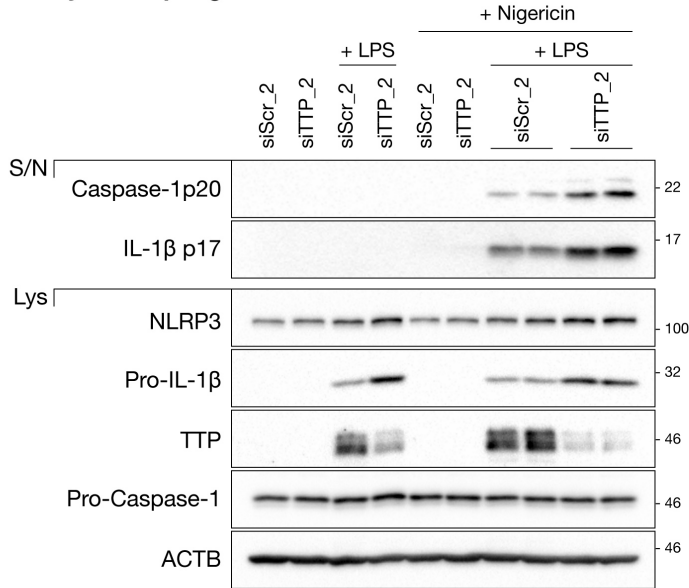 + Nigericin
+ LPS + LPS
siScr_2 siTTP_2 siScr_2 siTTP_2 siScr_2 siTTP_2 siScr_2 siTTP_2
S/N
Caspase-1p20 22
IL-1β p17 17
Lys
NLRP3 100
Pro-IL-1β 32
TTP 46
Pro-Caspase-1 46
ACTB 46